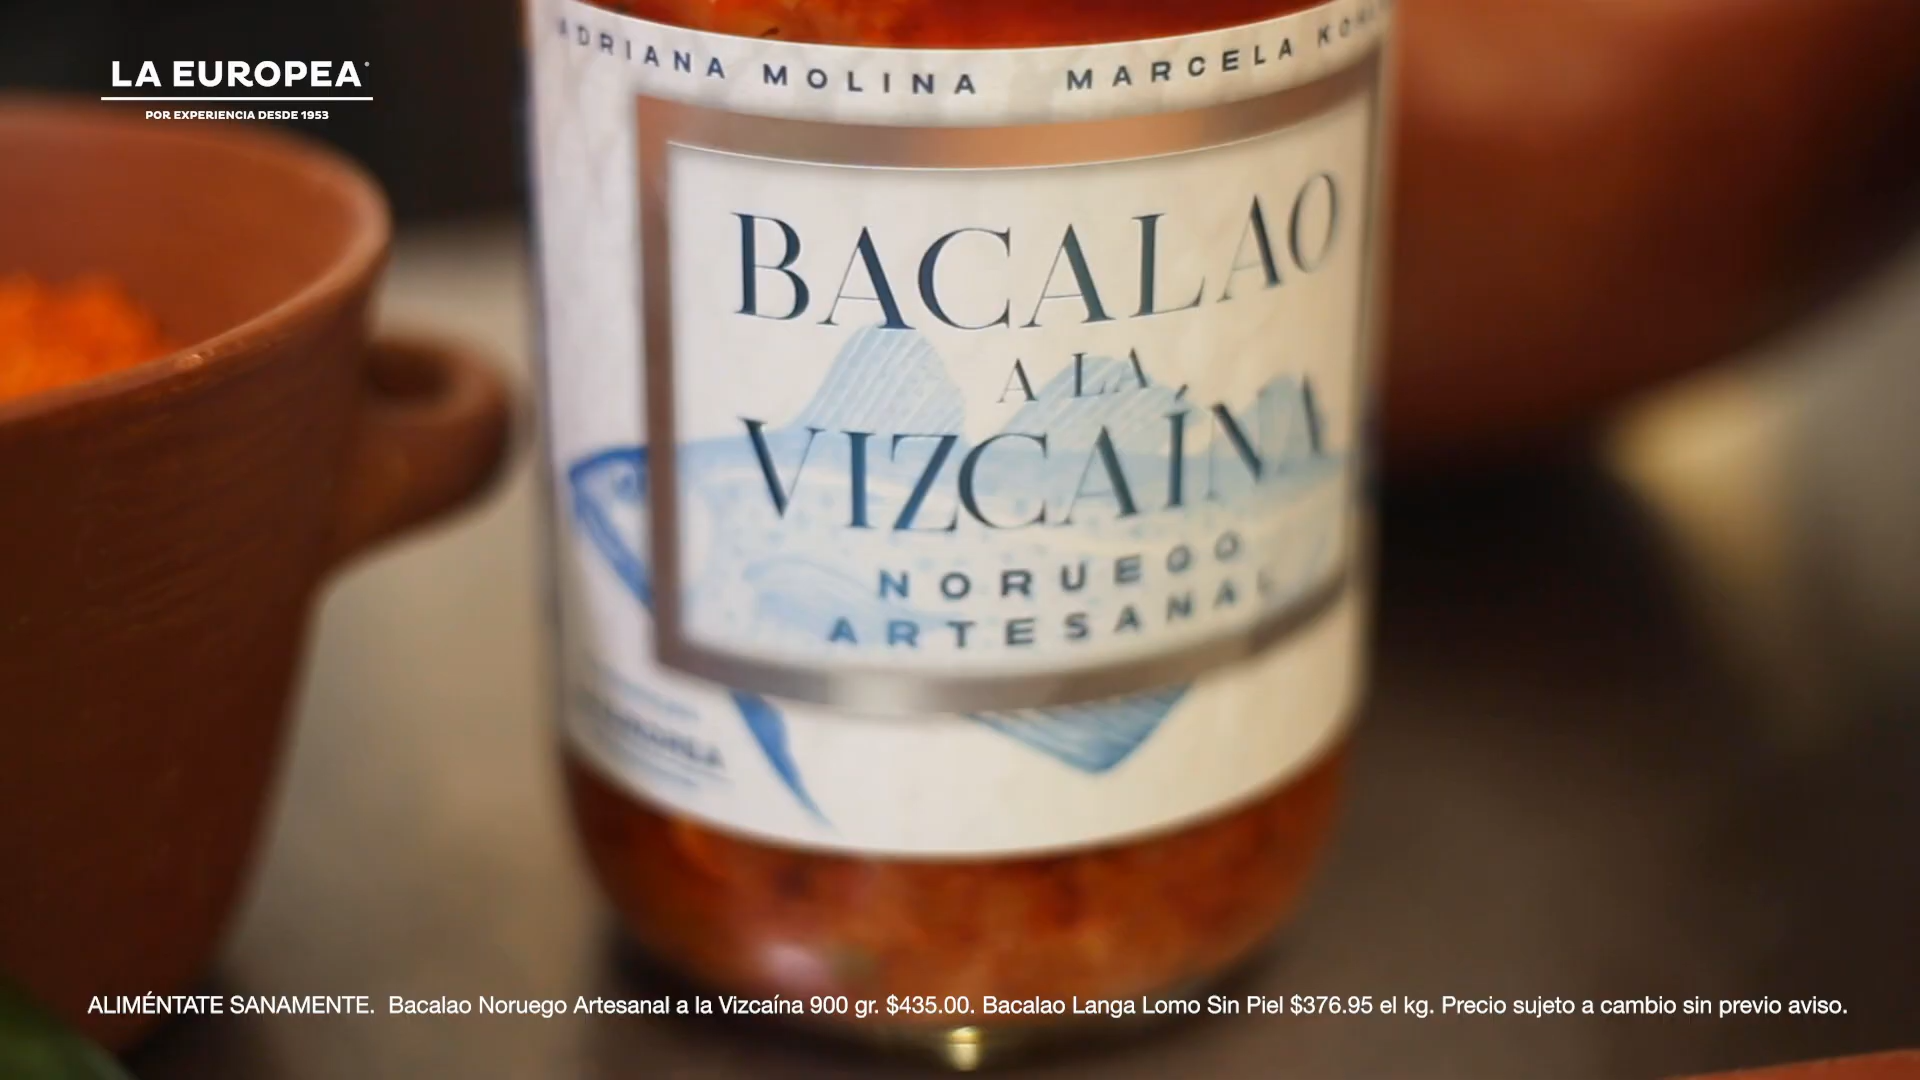 LA EUROPEA
POR EXPERIENCIA DESDE 1953
ADRIANA MOLINA MARCELA
BACALAO
A LA
VIZCAÍNA
NORUEGO
ARTESANAL
ALIMÉNTATE SANAMENTE. Bacalao Noruego Artesanal a la Vizcaína 900 gr. $435.00. Bacalao Langa Lomo Sin Piel $376.95 el kg. Precio sujeto a cambio sin previo aviso.